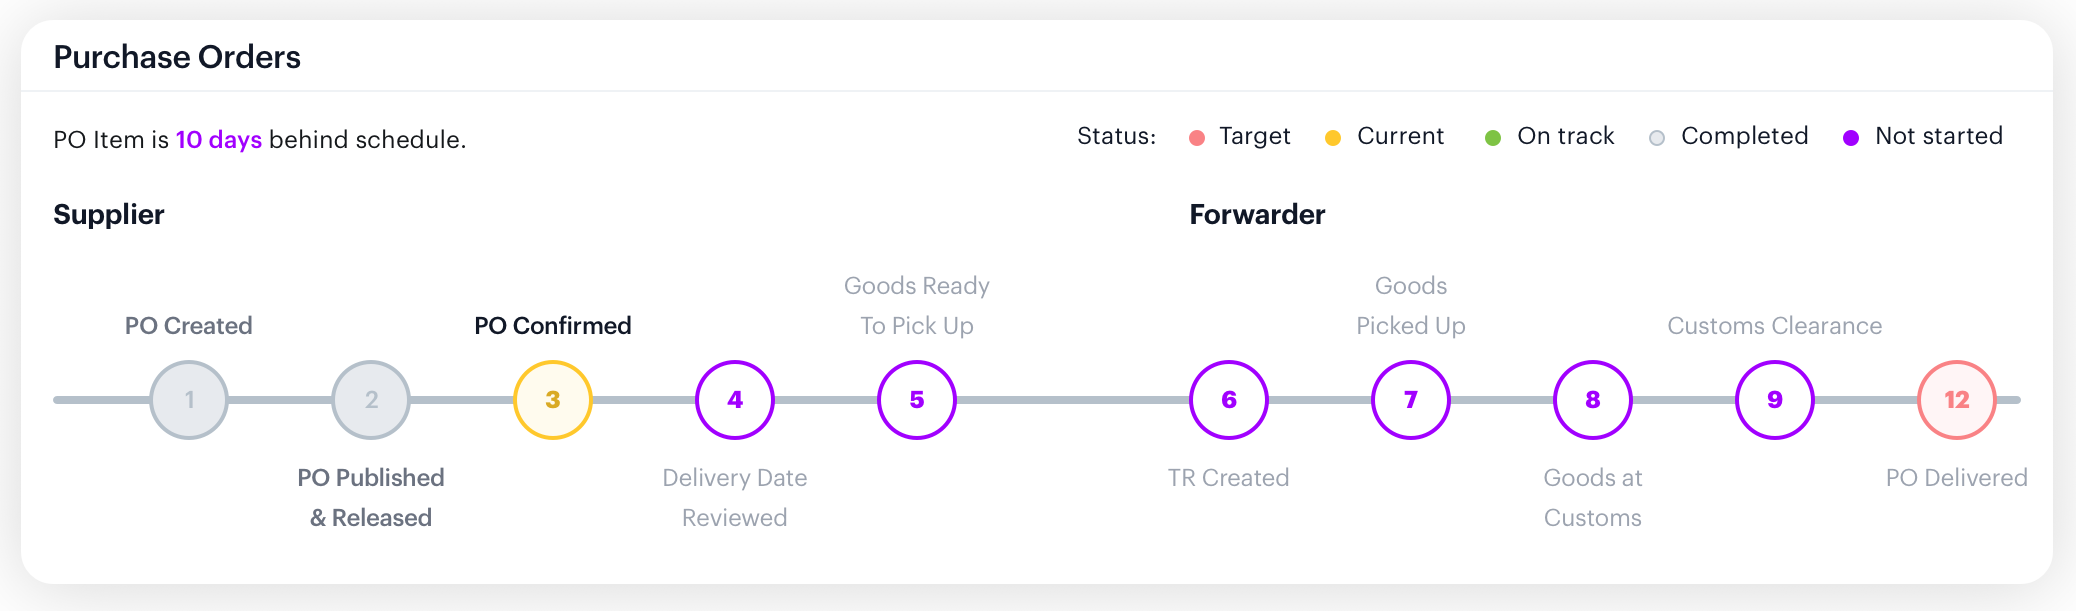 Purchase Orders
PO Item is 10 days behind schedule.
Status: Target Current On track Completed Not started
Supplier
PO Created
1
2
PO Published
& Released
PO Confirmed
3
4
Delivery Date
Reviewed
Goods Ready
To Pick Up
5
Forwarder
6
TR Created
Goods
Picked Up
7
8
Goods at
Customs
Customs Clearance
9
12
PO Delivered